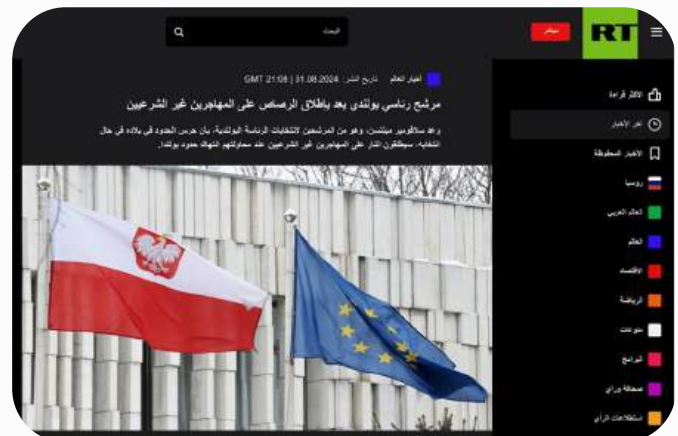 البحث
مباشر
RT
أخبار العالم
تاريخ النشر: 31.08.2024 | 21:08 GMT
مرشح رئاسي بولندي يعد بإطلاق الرصاص على المهاجرين غير الشرعيين
وعد سلافومير مينتسن، وهو من المرشحين لانتخابات الرئاسة البولندية، بأن حرس الحدود في بلاده في حال
انتخابه، سيطلقون النار على المهاجرين غير الشرعيين عند محاولتهم انتهاك حدود بولندا.
الأكثر قراءة
آخر الأخبار
الأخبار المحفوظة
روسيا
العالم العربي
العالم
الاقتصاد
الرياضة
منوعات
البرامج
صحافة ورأي
استطلاعات الرأي